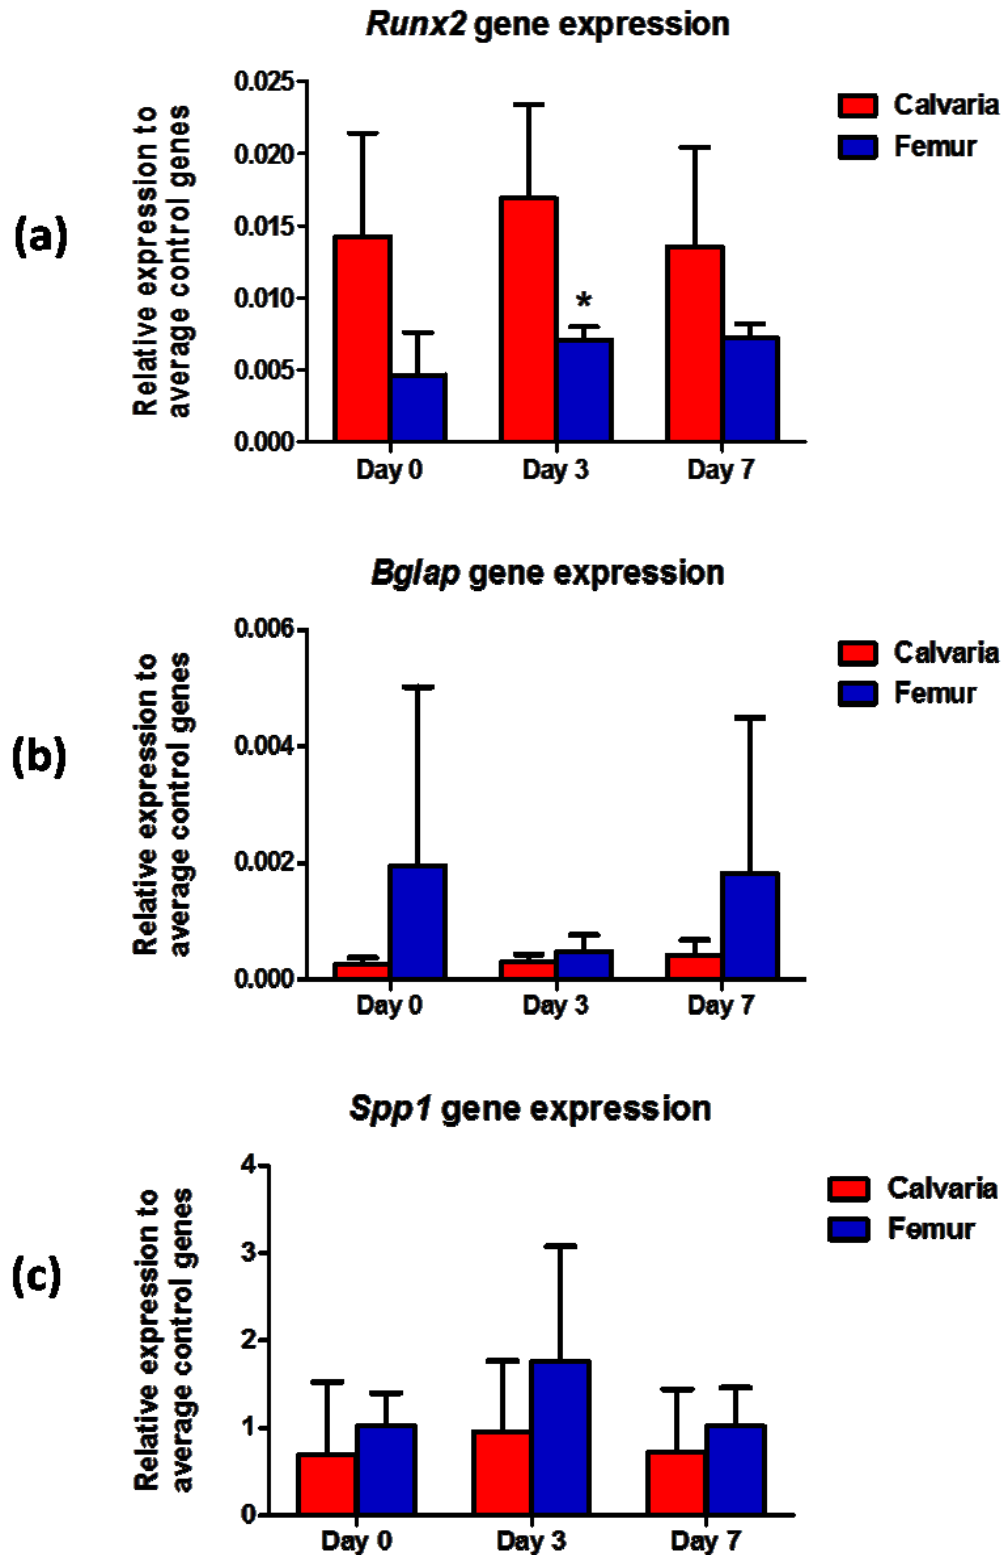 Runx2 gene expression
(a)
Relative expression to
average control genes
0.025
0.020
0.015
0.010
0.005
0.000
*
Calvaria
Femur
Day 0
Day 3
Day 7
Bglap gene expression
(b)
Relative expression to
average control genes
0.006
0.004
0.002
0.000
Calvaria
Femur
Day 0
Day 3
Day 7
Spp1 gene expression
(c)
Relative expression to
average control genes
4
3
2
1
0
Calvaria
Femur
Day 0
Day 3
Day 7